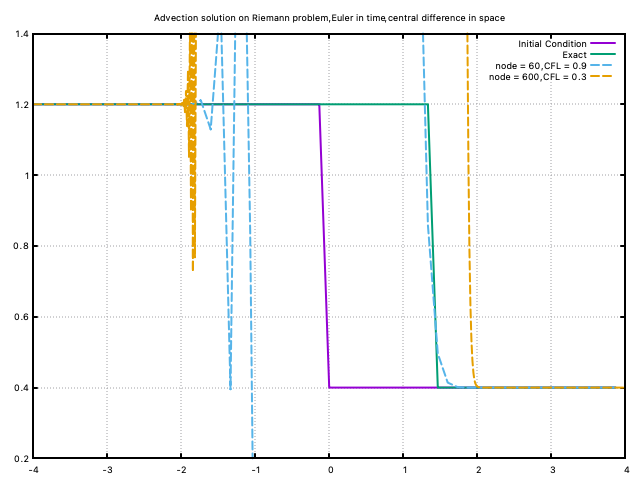 Advection solution on Riemann problem,Euler in time,central difference in space
1.4
1.2
1
0.8
0.6
0.4
0.2
Initial Condition
Exact
node = 60,CFL = 0.9
node = 600,CFL = 0.3
-4 -3 -2 -1 0 1 2 3 4